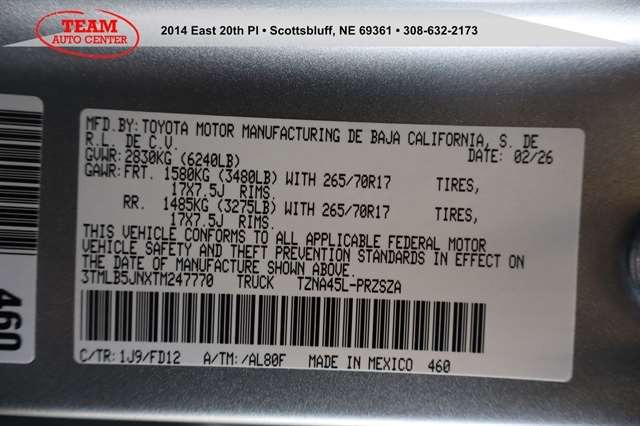 TEAM
AUTO CENTER
2014 East 20th Pl • Scottsbluff, NE 69361 • 308-632-2173
MFD.BY:TOYOTA MOTOR MANUFACTURING DE BAJA CALIFORNIA, S. DE
R.L. DE C.V.
DATE: 02/26
GVWR:2830KG (6240LB)
GAWR:FRT. 1580KG (3480LB) WITH 265/70R17 TIRES,
17X7.5J RIMS.
RR. 1485KG (3275LB) WITH 265/70R17 TIRES,
17X7.5J RIMS.
THIS VEHICLE CONFORMS TO ALL APPLICABLE FEDERAL MOTOR
VEHICLE SAFETY AND THEFT PREVENTION STANDARDS IN EFFECT ON
THE DATE OF MANUFACTURE SHOWN ABOVE.
3TMLB5JNXTM247770 TRUCK TZNA45L-PRZSZA
C/TR:1J9/FD12 A/TM:/AL80F MADE IN MEXICO 460
460